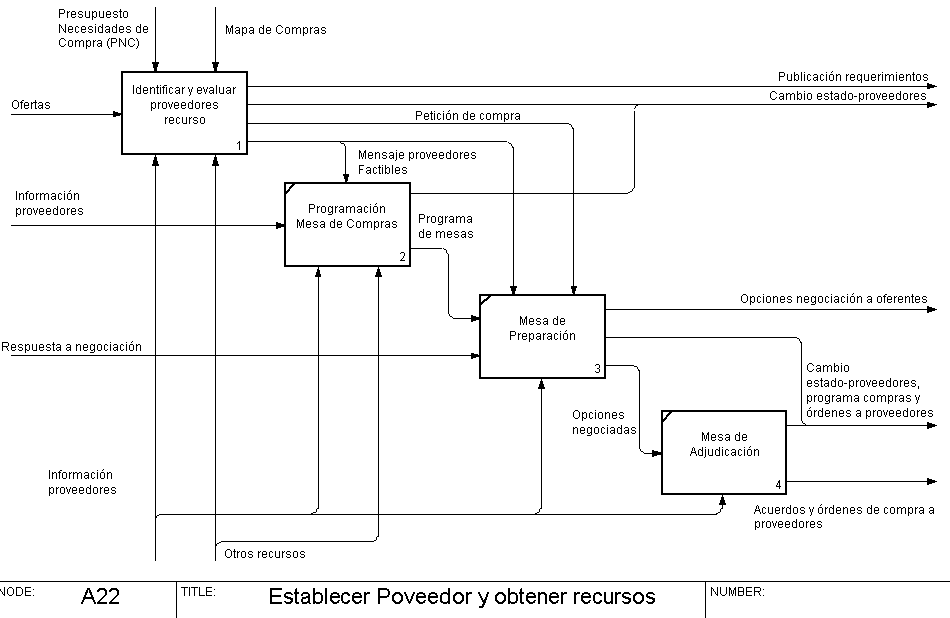 Presupuesto
Necesidades de
Compra (PNC)
Mapa de Compras
Identificar y evaluar
proveedores
recurso
1
Ofertas
Publicación requerimientos
Cambio estado-proveedores
Petición de compra
Mensaje proveedores
Factibles
Información
proveedores
Programación
Mesa de Compras
2
Programa
de mesas
Opciones negociación a oferentes
Mesa de
Preparación
3
Respuesta a negociación
Cambio
estado-proveedores,
programa compras y
órdenes a proveedores
Opciones
negociadas
Mesa de
Adjudicación
4
Información
proveedores
Acuerdos y órdenes de compra a
proveedores
Otros recursos
NODE:
A22
TITLE:
Establecer Poveedor y obtener recursos
NUMBER: